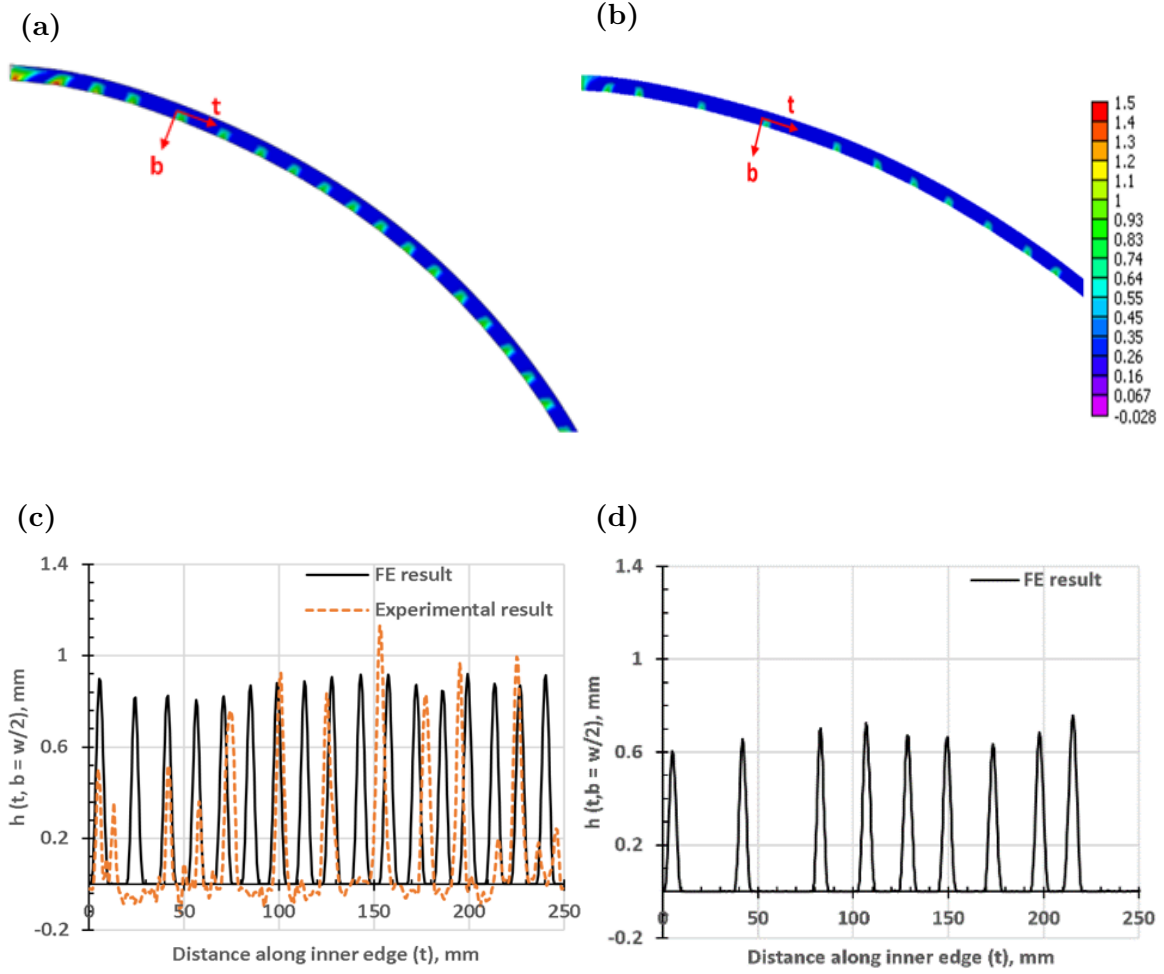 (a)
(b)
t
b
t
b
1.5
1.4
1.3
1.2
1.1
1
0.93
0.83
0.74
0.64
0.55
0.45
0.35
0.26
0.16
0.067
-0.028
(c)
1.4
1
0.6
0.2
-0.2
h (t, b = w/2), mm
FE result
Experimental result
0 50 100 150 200 250
Distance along inner edge (t), mm
(d)
1.4
1
0.6
0.2
-0.2
h (t,b = w/2), mm
FE result
0 50 100 150 200 250
Distance along inner edge (t), mm